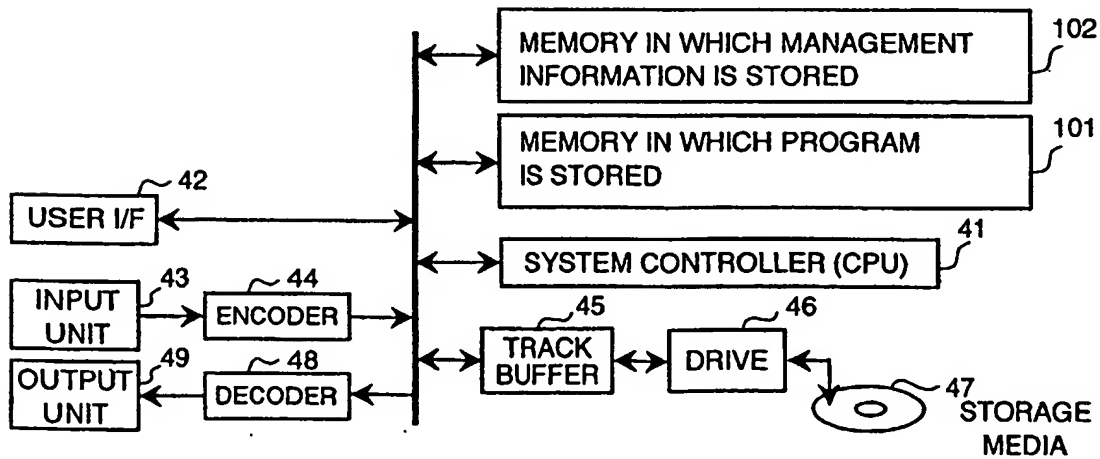 MEMORY IN WHICH MANAGEMENT
INFORMATION IS STORED
102
MEMORY IN WHICH PROGRAM
IS STORED
101
USER I/F
42
SYSTEM CONTROLLER (CPU)
41
INPUT
UNIT
43
ENCODER
44
TRACK
BUFFER
45
DRIVE
46
OUTPUT
UNIT
49
DECODER
48
47
STORAGE
MEDIA